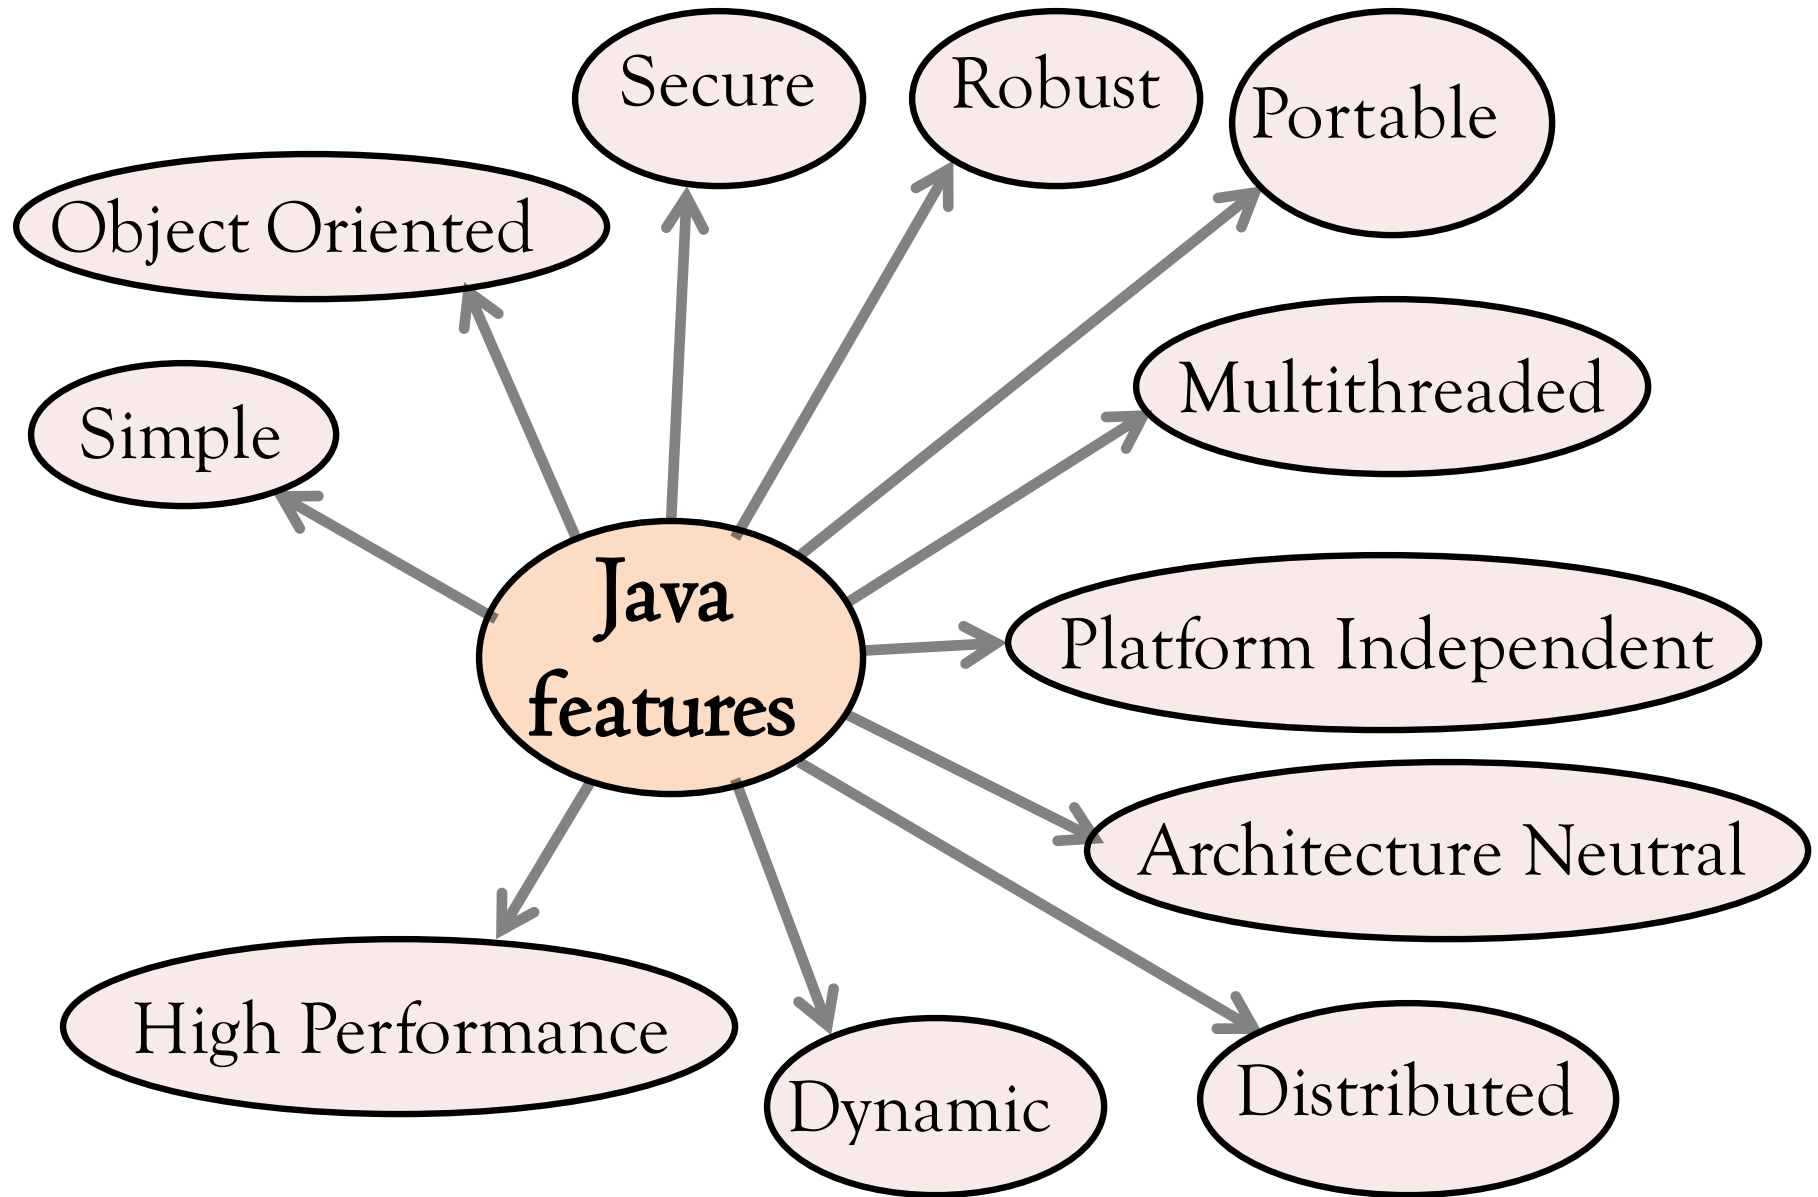 Secure
Robust
Portable
Object Oriented
Multithreaded
Simple
Java
features
Platform Independent
Architecture Neutral
High Performance
Dynamic
Distributed